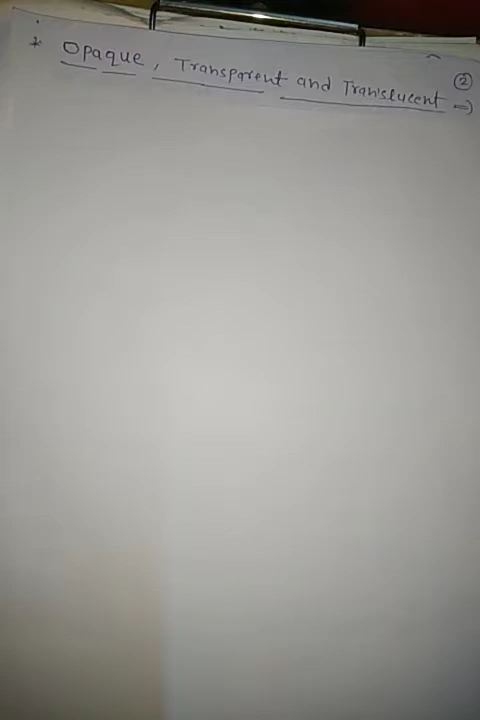 ②
* Opaque, Transparent and Translucent ⇒